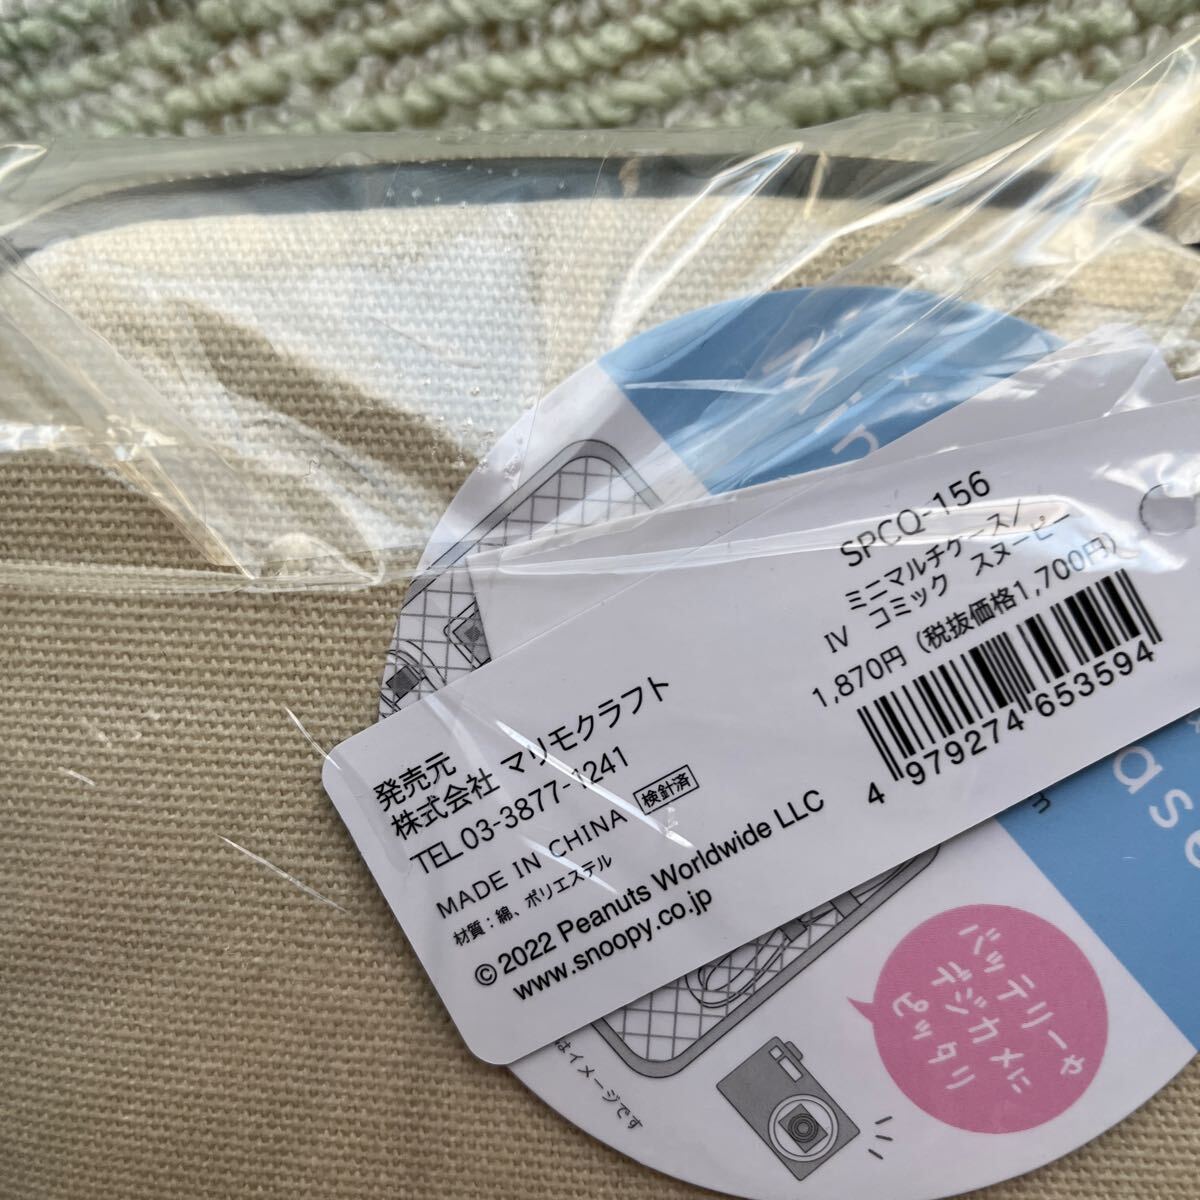 SPCQ-156
ミニマルチケース/
IV コミック スヌーピー
1,870円 (税抜価格1,700円)
4 979274 653594
発売元
株式会社 マリモクラフト
TEL 03-3877-1241
MADE IN CHINA 検針済
材質：綿、ポリエステル
© 2022 Peanuts Worldwide LLC
www.snoopy.co.jp
バッテリーや
デジカメに
ピッタリ
はイメージです